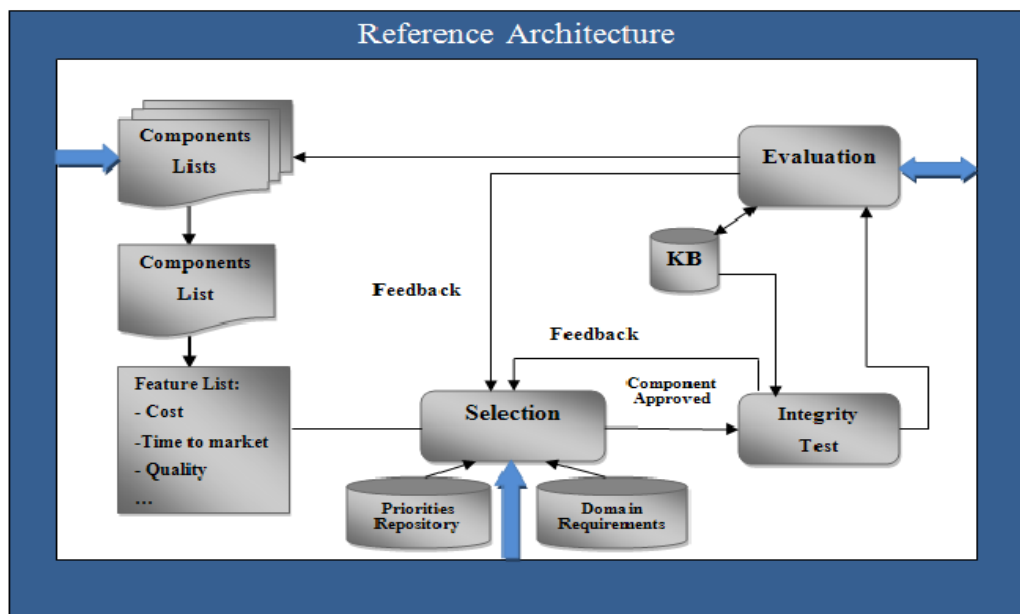 Reference Architecture
Components
Lists
Evaluation
Components
List
KB
Feedback
Feedback
Feature List:
- Cost
-Time to market
- Quality
...
Selection
Component
Approved
Integrity
Test
Priorities
Repository
Domain
Requirements